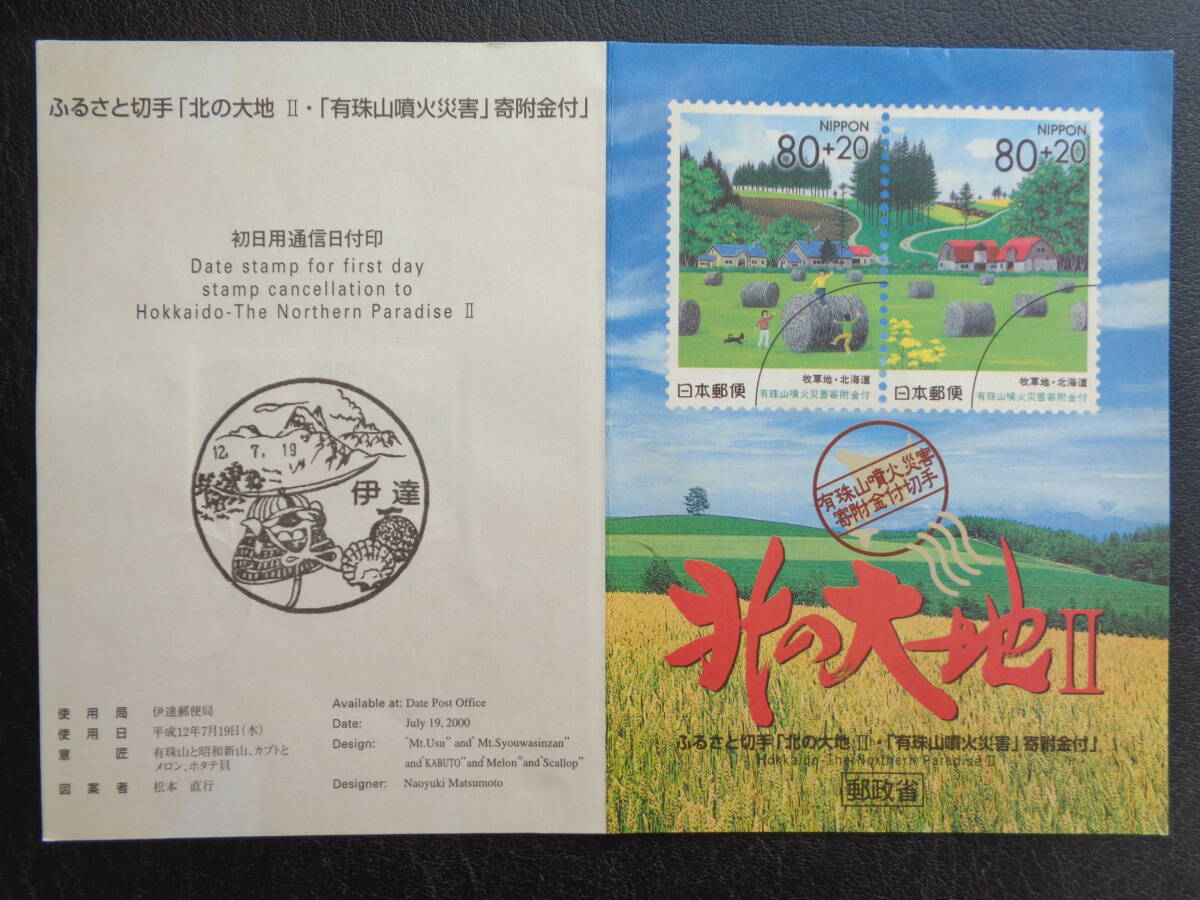 ふるさと切手「北の大地 Ⅱ・「有珠山噴火災害」寄附金付」
初日用通信日付印
Date stamp for first day
stamp cancellation to
Hokkaido-The Northern Paradise Ⅱ
12. 7. 19
伊達
使用局 伊達郵便局
使用日 平成12年7月19日(水)
意匠 有珠山と昭和新山、カブトと
メロン、ホタテ貝
図案者 松本 直行
Available at: Date Post Office
Date: July 19, 2000
Design: "Mt.Usu" and "Mt.Syouwasinzan"
and "KABUTO" and "Melon" and "Scallop"
Designer: Naoyuki Matsumoto
NIPPON
80+20
日本郵便
牧草地・北海道
有珠山噴火災害寄附金付
NIPPON
80+20
日本郵便
牧草地・北海道
有珠山噴火災害寄附金付
有珠山噴火災害
寄附金付切手
北の大地Ⅱ
ふるさと切手「北の大地 Ⅱ・「有珠山噴火災害」寄附金付」
Hokkaido-The Northern Paradise Ⅱ
郵政省